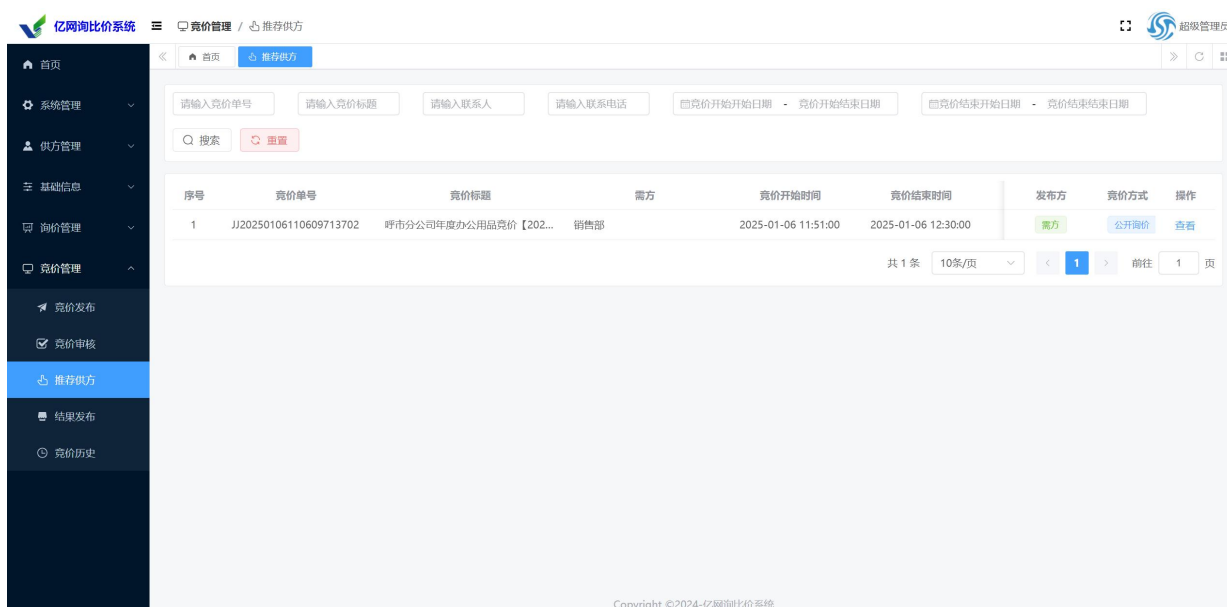 亿网询比价系统 竞价管理 / 推荐供方 超级管理员
首页 推荐供方
首页
系统管理
供方管理
基础信息
询价管理
竞价管理
竞价发布
竞价审核
推荐供方
结果发布
竞价历史
请输入竞价单号 请输入竞价标题 请输入联系人 请输入联系电话 竞价开始开始日期 - 竞价开始结束日期 竞价结束开始日期 - 竞价结束结束日期
搜索 重置
序号 竞价单号 竞价标题 需方 竞价开始时间 竞价结束时间 发布方 竞价方式 操作
1 JJ20250106110609713702 呼市分公司年度办公用品竞价【202... 销售部 2025-01-06 11:51:00 2025-01-06 12:30:00 需方 公开询价 查看
共 1 条 10条/页 1 前往 1 页
Copyright ©2024-亿网询比价系统